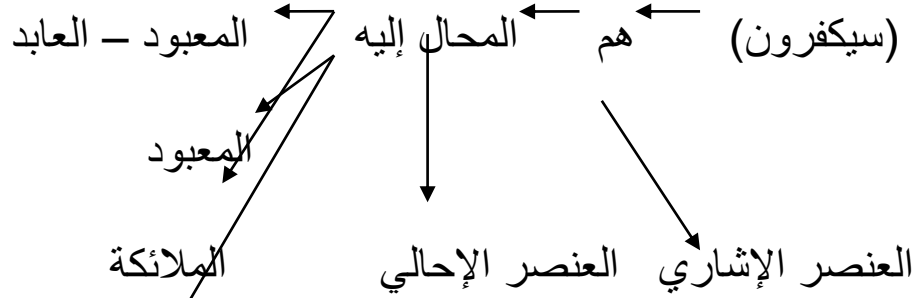 (سيكفرون) هم المحال إليه المعبود – العابد
المعبود
العنصر الإشاري العنصر الإحالي الملائكة